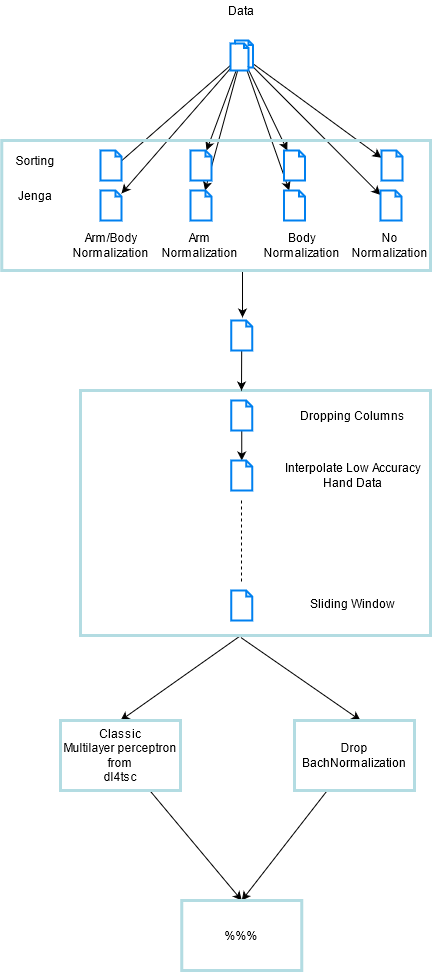 Data
Sorting
Jenga
Arm/Body
Normalization
Arm
Normalization
Body
Normalization
No
Normalization
Dropping Columns
Interpolate Low Accuracy
Hand Data
Sliding Window
Classic
Multilayer perceptron
from
dl4tsc
Drop
BachNormalization
%%%